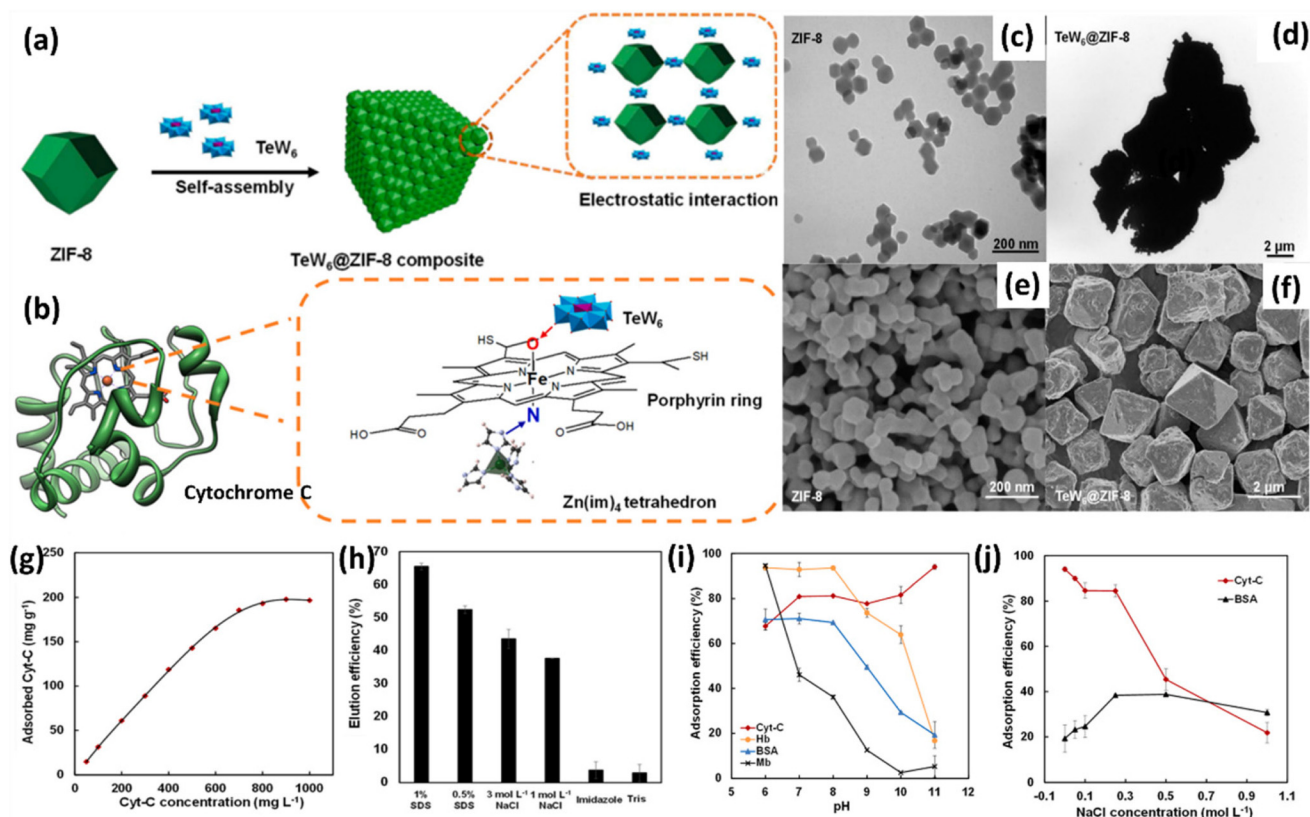 (a)
TeW6
Self-assembly
ZIF-8
TeW6@ZIF-8 composite
Electrostatic interaction
(b)
Cytochrome C
TeW6
HS
O
SH
Fe
N
N
N
N
Porphyrin ring
N
HO
O
O
OH
Zn(im)4 tetrahedron
ZIF-8
(c)
200 nm
TeW6@ZIF-8
(d)
(d)
2 µm
(e)
ZIF-8
200 nm
(f)
TeW6@ZIF-8
2 µm
(g)
Adsorbed Cyt-C (mg g-1)
250
200
150
100
50
0
0 200 400 600 800 1000
Cyt-C concentration (mg L-1)
(h)
Elution efficiency (%)
70
60
50
40
30
20
10
0
1% SDS
0.5% SDS
3 mol L-1 NaCl
1 mol L-1 NaCl
Imidazole
Tris
(i)
Adsorption efficiency (%)
100
80
60
40
20
0
Cyt-C
Hb
BSA
Mb
5 6 7 8 9 10 11 12
pH
(j)
Adsorption efficiency (%)
100
80
60
40
20
0
Cyt-C
BSA
-0.1 0.1 0.3 0.5 0.7 0.9 1.1
NaCl concentration (mol L-1)